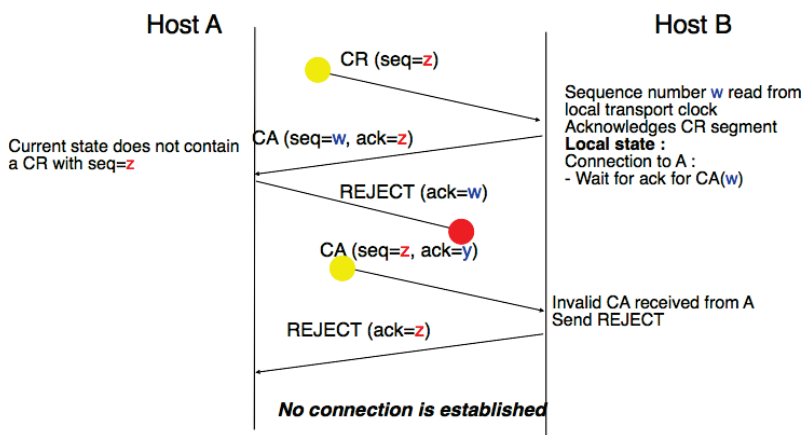 Host A
Host B
CR (seq=z)
Sequence number w read from
local transport clock
Acknowledges CR segment
Local state :
Connection to A :
- Wait for ack for CA(w)
Current state does not contain
a CR with seq=z
CA (seq=w, ack=z)
REJECT (ack=w)
CA (seq=z, ack=y)
Invalid CA received from A
Send REJECT
REJECT (ack=z)
No connection is established